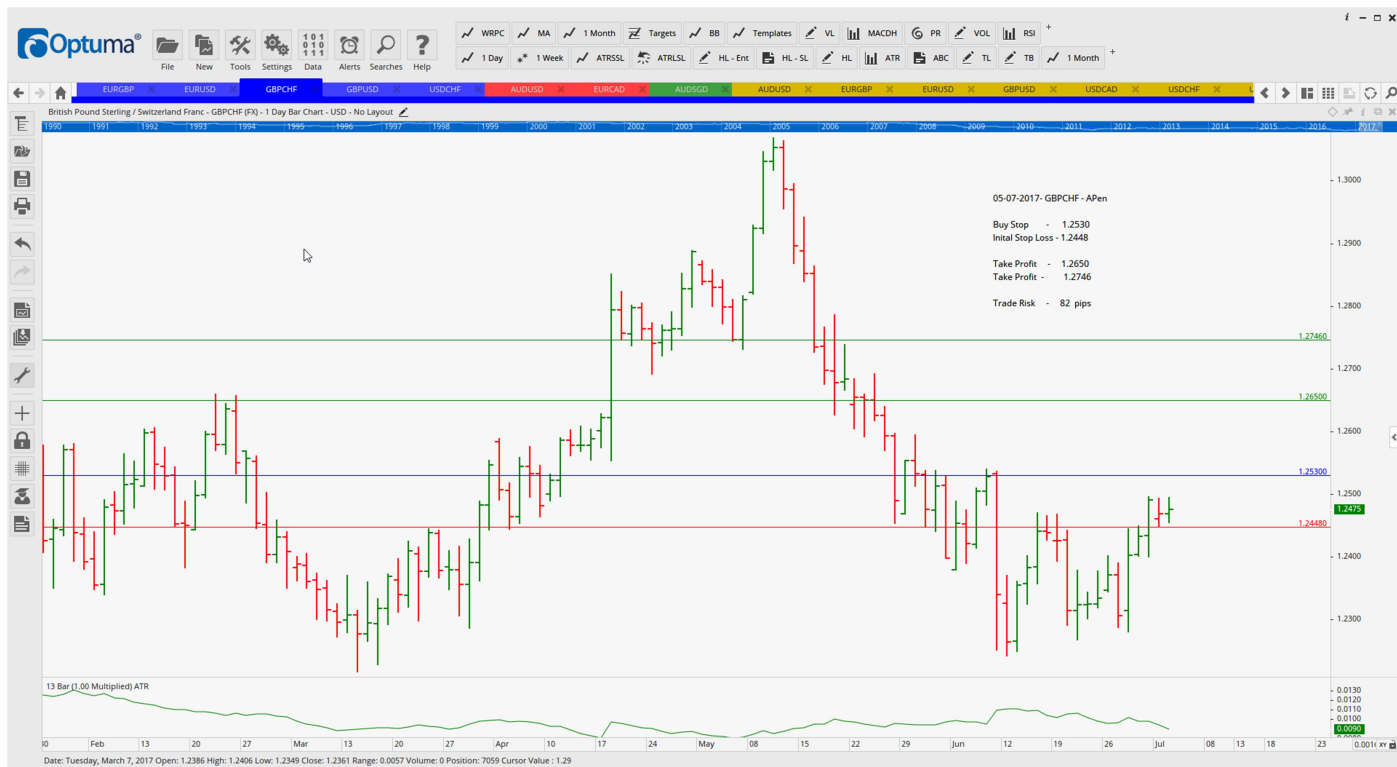 i
Optuma®
WRPC MA 1 Month Targets BB Templates VL MACDH PR VOL RSI +
1 Day 1 Week ATRSSL ATRLSL HL - Ent HL - SL HL ATR ABC TL TB 1 Month +
File New Tools Settings Data Alerts Searches Help
EURGBP EURUSD GBPCHF GBPUSD USDCHF AUDUSD EURCAD AUDSGD AUDUSD EURGBP EURUSD GBPUSD USDCAD USDCHF
British Pound Sterling / Switzerland Franc - GBPCHF (FX) - 1 Day Bar Chart - USD - No Layout
1990 1991 1992 1993 1994 1995 1996 1997 1998 1999 2000 2001 2002 2003 2004 2005 2006 2007 2008 2009 2010 2011 2012 2013 2014 2015 2016 2017
1.3000
05-07-2017- GBPCHF - APen
Buy Stop - 1.2530
Inital Stop Loss - 1.2448
1.2900
Take Profit - 1.2650
Take Profit - 1.2746
Trade Risk - 82 pips
1.2800
1.27460
1.2700
1.26500
1.2600
1.25300
1.2500
1.2475
1.24480
1.2400
1.2300
13 Bar (1.00 Multiplied) ATR
0.0130
0.0120
0.0110
0.0100
0.0090
30 Feb 13 20 27 Mar 13 20 27 Apr 10 17 24 May 08 15 22 29 Jun 12 19 26 Jul 08 13 18 23 0.001 XY
Date: Tuesday, March 7, 2017 Open: 1.2386 High: 1.2406 Low: 1.2349 Close: 1.2361 Range: 0.0057 Volume: 0 Position: 7059 Cursor Value : 1.29